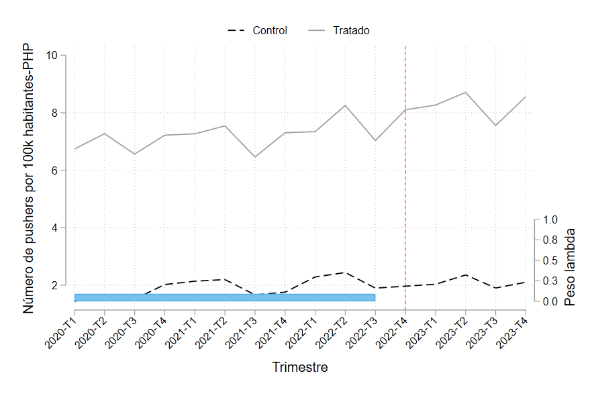 Control Tratado
Número de pushers por 100k habitantes-PHP
10
8
6
4
2
1.0
0.8
0.5
0.3
0.0
Peso lambda
2020-T1 2020-T2 2020-T3 2020-T4 2021-T1 2021-T2 2021-T3 2021-T4 2022-T1 2022-T2 2022-T3 2022-T4 2023-T1 2023-T2 2023-T3 2023-T4
Trimestre